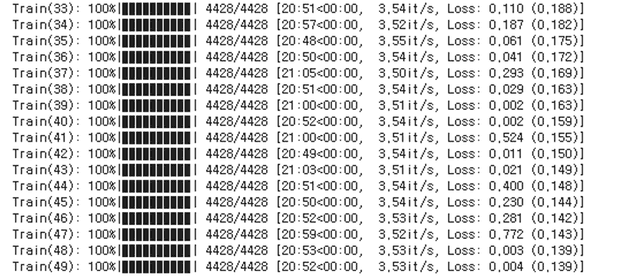 Train(33): 100%|██████████| 4428/4428 [20:51<00:00, 3.54it/s, Loss: 0.110 (0.188)]
Train(34): 100%|██████████| 4428/4428 [20:57<00:00, 3.52it/s, Loss: 0.187 (0.182)]
Train(35): 100%|██████████| 4428/4428 [20:48<00:00, 3.55it/s, Loss: 0.061 (0.175)]
Train(36): 100%|██████████| 4428/4428 [20:50<00:00, 3.54it/s, Loss: 0.041 (0.172)]
Train(37): 100%|██████████| 4428/4428 [21:05<00:00, 3.50it/s, Loss: 0.293 (0.169)]
Train(38): 100%|██████████| 4428/4428 [20:51<00:00, 3.54it/s, Loss: 0.029 (0.163)]
Train(39): 100%|██████████| 4428/4428 [21:00<00:00, 3.51it/s, Loss: 0.002 (0.163)]
Train(40): 100%|██████████| 4428/4428 [20:52<00:00, 3.54it/s, Loss: 0.002 (0.159)]
Train(41): 100%|██████████| 4428/4428 [21:00<00:00, 3.51it/s, Loss: 0.524 (0.155)]
Train(42): 100%|██████████| 4428/4428 [20:49<00:00, 3.54it/s, Loss: 0.011 (0.150)]
Train(43): 100%|██████████| 4428/4428 [21:03<00:00, 3.51it/s, Loss: 0.021 (0.149)]
Train(44): 100%|██████████| 4428/4428 [20:51<00:00, 3.54it/s, Loss: 0.400 (0.148)]
Train(45): 100%|██████████| 4428/4428 [20:50<00:00, 3.54it/s, Loss: 0.230 (0.144)]
Train(46): 100%|██████████| 4428/4428 [20:52<00:00, 3.53it/s, Loss: 0.281 (0.142)]
Train(47): 100%|██████████| 4428/4428 [20:59<00:00, 3.52it/s, Loss: 0.772 (0.143)]
Train(48): 100%|██████████| 4428/4428 [20:53<00:00, 3.53it/s, Loss: 0.003 (0.139)]
Train(49): 100%|██████████| 4428/4428 [20:52<00:00, 3.53it/s, Loss: 0.004 (0.139)]